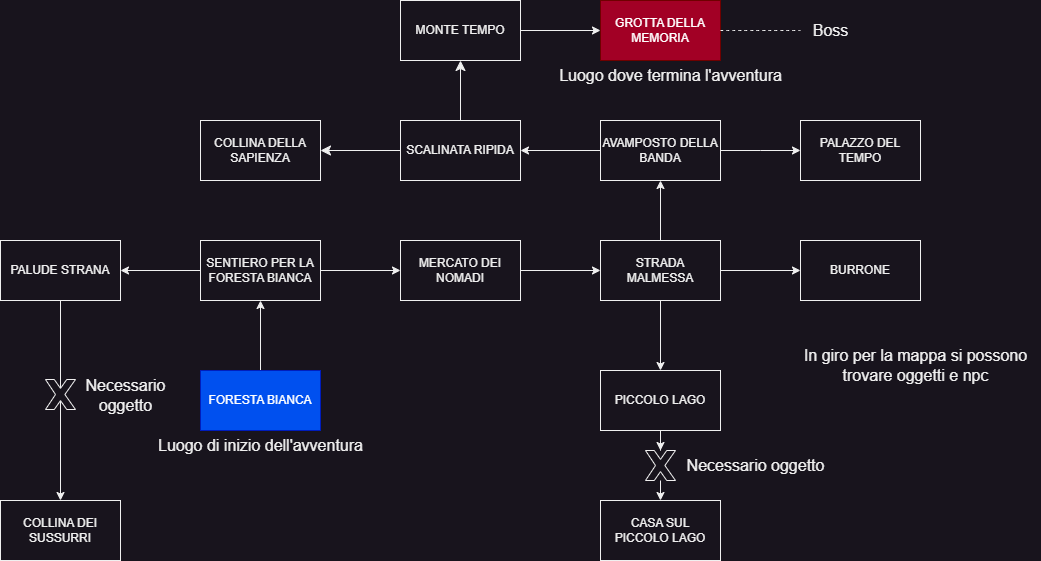 MONTE TEMPO
GROTTA DELLA
MEMORIA
Boss
Luogo dove termina l'avventura
COLLINA DELLA
SAPIENZA
SCALINATA RIPIDA
AVAMPOSTO DELLA
BANDA
PALAZZO DEL
TEMPO
PALUDE STRANA
SENTIERO PER LA
FORESTA BIANCA
MERCATO DEI
NOMADI
STRADA
MALMESSA
BURRONE
In giro per la mappa si possono
trovare oggetti e npc
Necessario
oggetto
FORESTA BIANCA
PICCOLO LAGO
Luogo di inizio dell'avventura
Necessario oggetto
COLLINA DEI
SUSSURRI
CASA SUL
PICCOLO LAGO